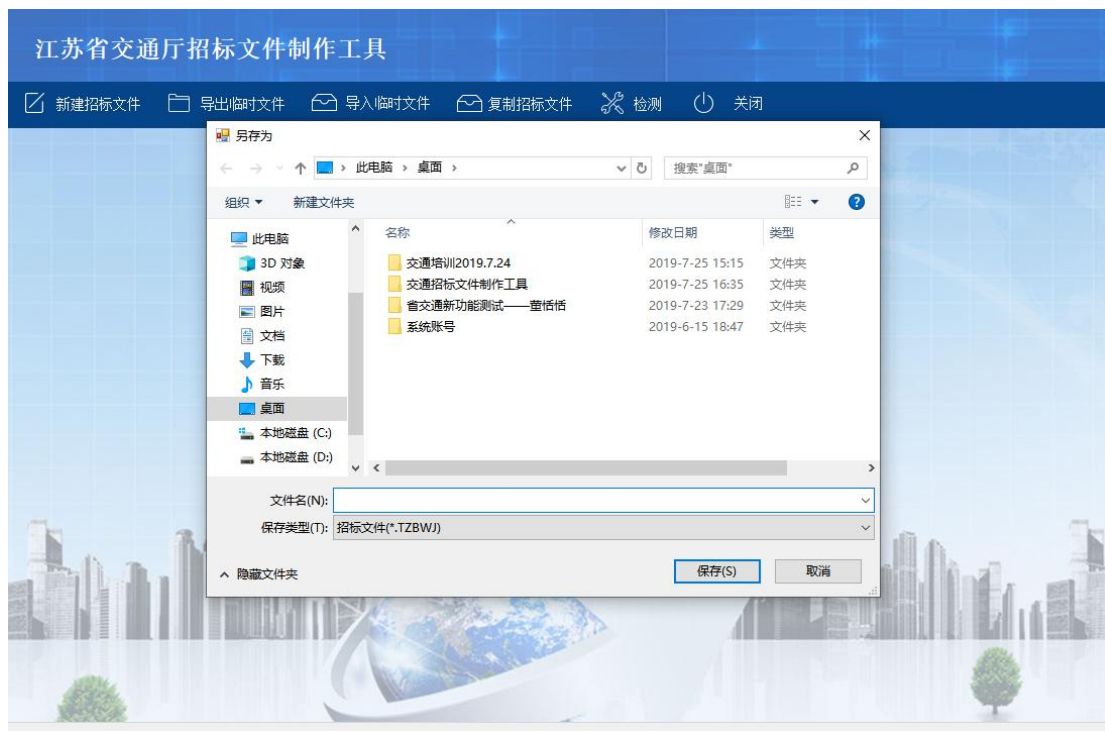 江苏省交通厅招标文件制作工具
新建招标文件 导出临时文件 导入临时文件 复制招标文件 检测 关闭
另存为
此电脑 › 桌面 ›
搜索"桌面"
组织 新建文件夹
此电脑
3D 对象
视频
图片
文档
下载
音乐
桌面
本地磁盘 (C:)
本地磁盘 (D:)
名称 修改日期 类型
交通培训2019.7.24 2019-7-25 15:15 文件夹
交通招标文件制作工具 2019-7-25 16:35 文件夹
省交通新功能测试——董恬恬 2019-7-23 17:29 文件夹
系统账号 2019-6-15 18:47 文件夹
文件名(N):
保存类型(T): 招标文件(*.TZBWJ)
隐藏文件夹 保存(S) 取消